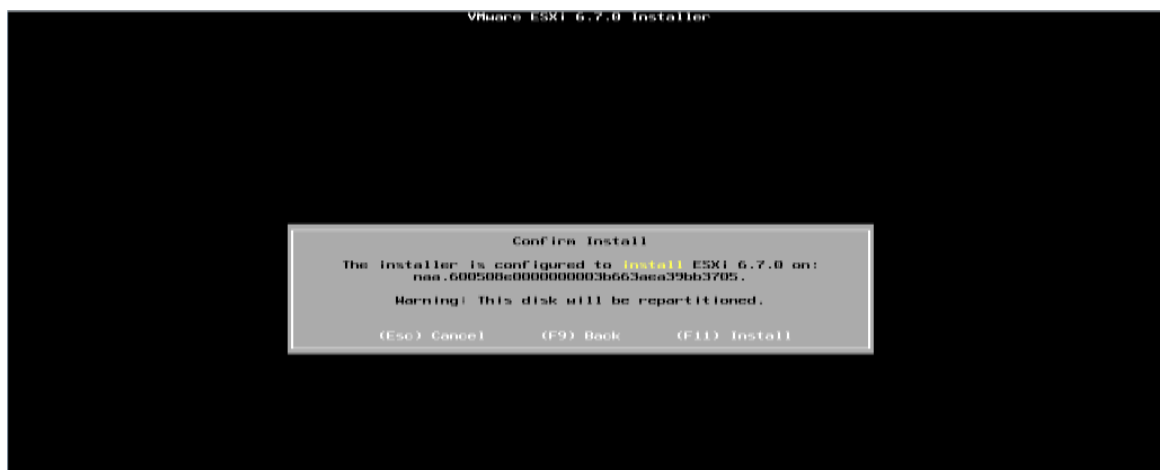 VMware ESXi 6.7.0 Installer
Confirm Install
The installer is configured to install ESXi 6.7.0 on:
naa.600508e0000000003b663aea39bb3705.
Warning: This disk will be repartitioned.
(Esc) Cancel (F9) Back (F11) Install